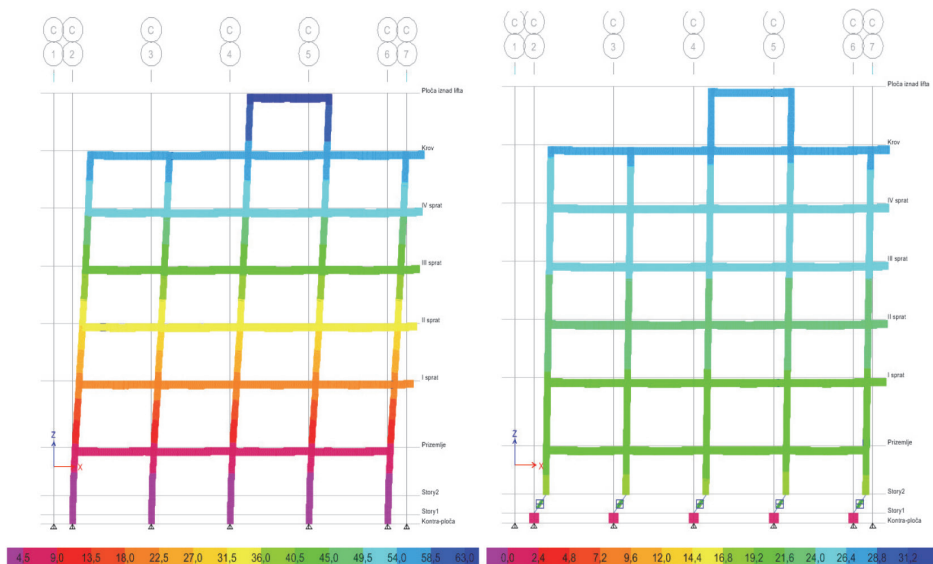 C C C C C C C
1 2 3 4 5 6 7
Ploča iznad lifta
Krov
IV sprat
III sprat
II sprat
I sprat
Prizemlje
Z
X
Story2
Story1
Kontra-ploča
4,5 9,0 13,5 18,0 22,5 27,0 31,5 36,0 40,5 45,0 49,5 54,0 58,5 63,0
C C C C C C C
1 2 3 4 5 6 7
Ploča iznad lifta
Krov
IV sprat
III sprat
II sprat
I sprat
Prizemlje
Z
X
Story2
Story1
Kontra-ploča
0,0 2,4 4,8 7,2 9,6 12,0 14,4 16,8 19,2 21,6 24,0 26,4 28,8 31,2